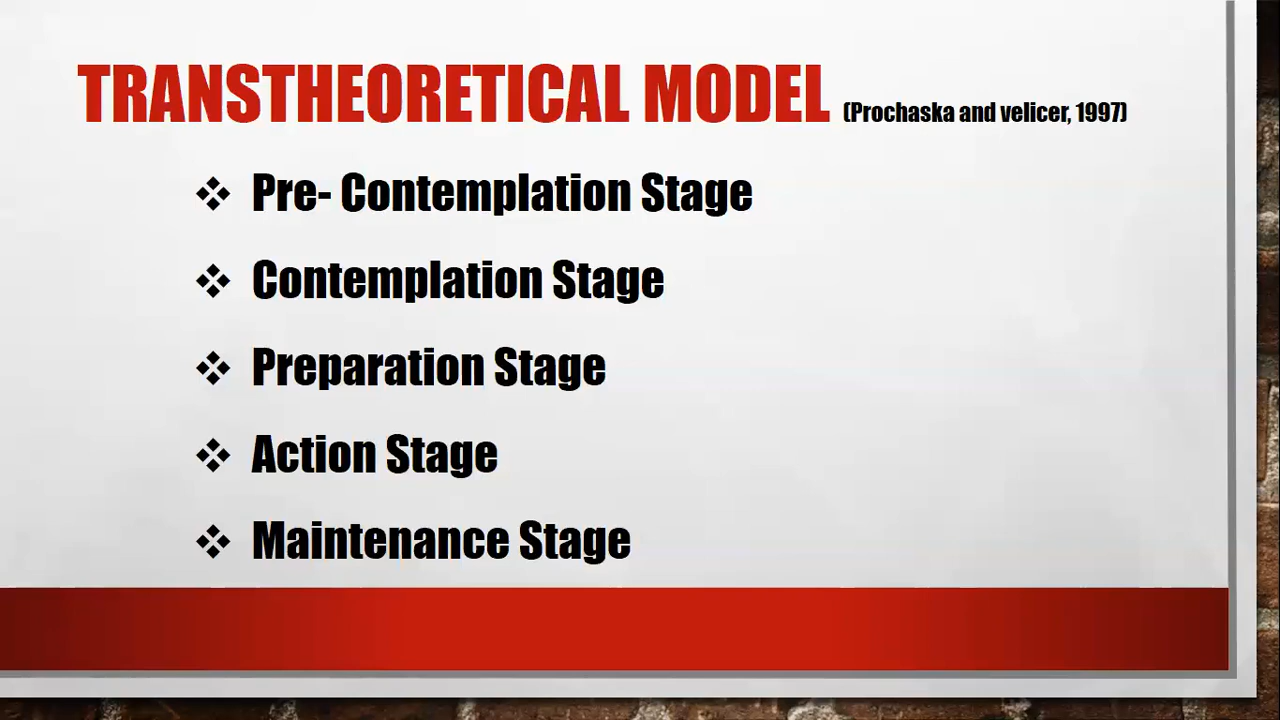 TRANSTHEORETICAL MODEL (Prochaska and velicer, 1997)
Pre- Contemplation Stage
Contemplation Stage
Preparation Stage
Action Stage
Maintenance Stage